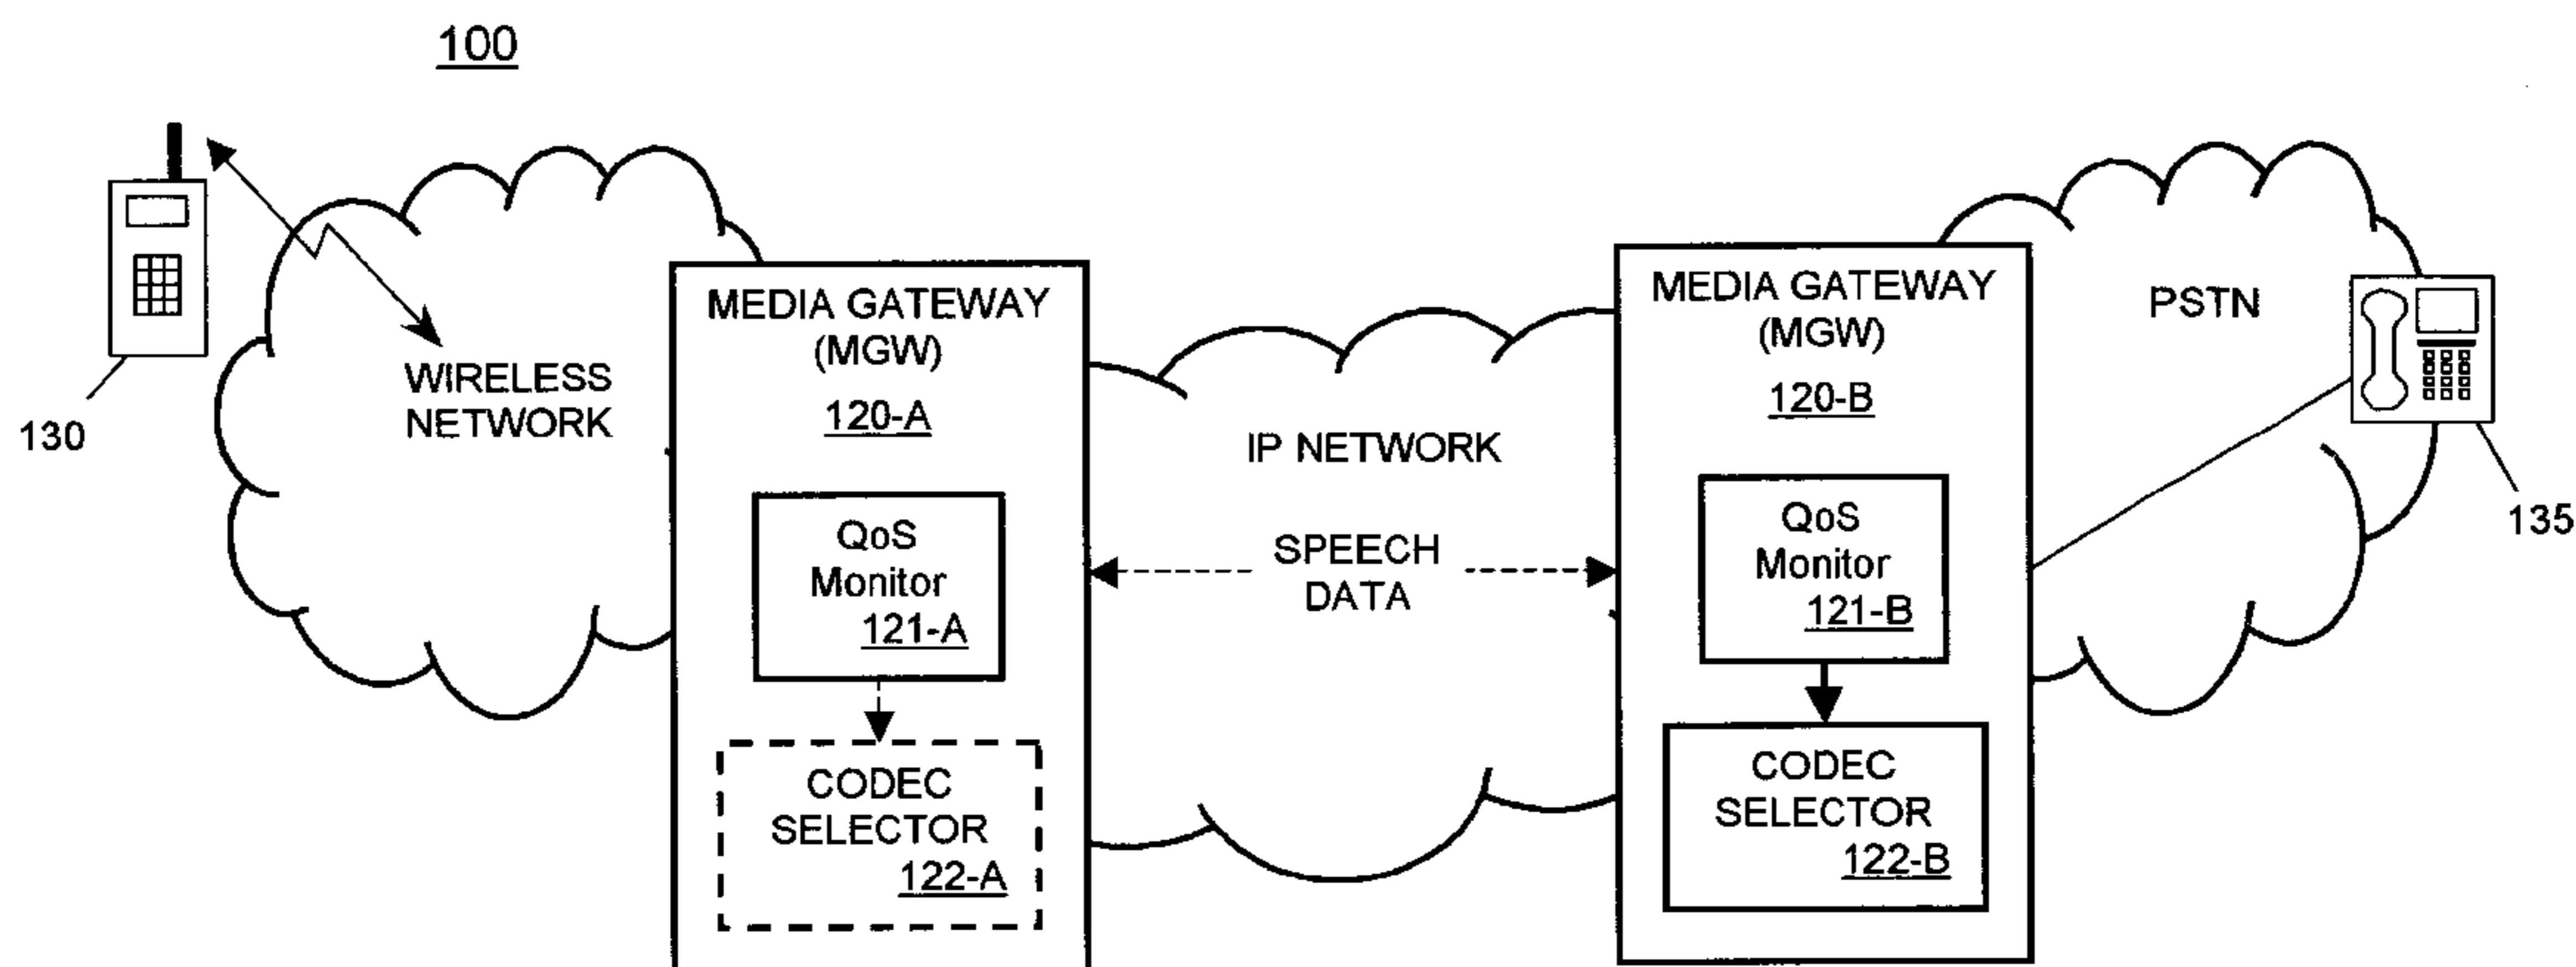 100
130
WIRELESS
NETWORK
MEDIA GATEWAY
(MGW)
120-A
QoS
Monitor
121-A
CODEC
SELECTOR
122-A
IP NETWORK
SPEECH
DATA
MEDIA GATEWAY
(MGW)
120-B
QoS
Monitor
121-B
CODEC
SELECTOR
122-B
PSTN
135